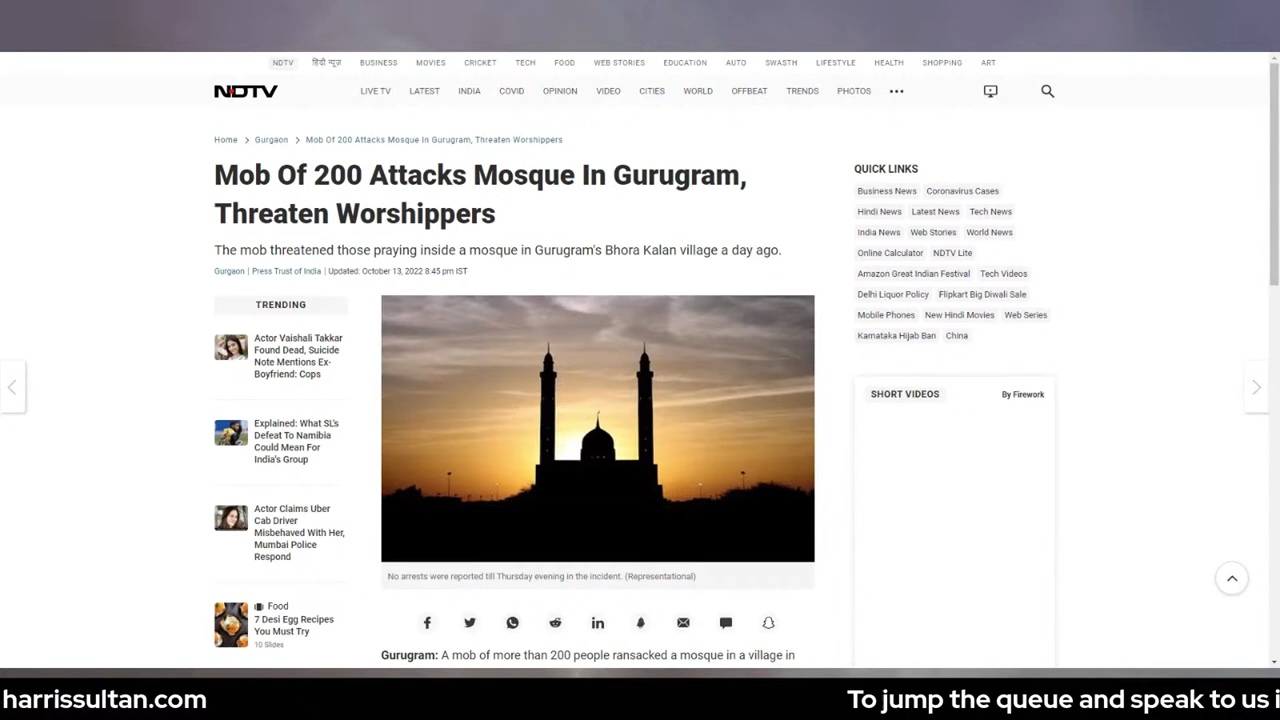 NDTV हिंदी न्यूज़ BUSINESS MOVIES CRICKET TECH FOOD WEB STORIES EDUCATION AUTO SWASTH LIFESTYLE HEALTH SHOPPING ART
NDTV LIVE TV LATEST INDIA COVID OPINION VIDEO CITIES WORLD OFFBEAT TRENDS PHOTOS •••
Home > Gurgaon > Mob Of 200 Attacks Mosque In Gurugram, Threaten Worshippers
Mob Of 200 Attacks Mosque In Gurugram,
Threaten Worshippers
The mob threatened those praying inside a mosque in Gurugram's Bhora Kalan village a day ago.
Gurgaon | Press Trust of India | Updated: October 13, 2022 8:45 pm IST
TRENDING
Actor Vaishali Takkar
Found Dead, Suicide
Note Mentions Ex-
Boyfriend: Cops
Explained: What SL's
Defeat To Namibia
Could Mean For
India's Group
Actor Claims Uber
Cab Driver
Misbehaved With Her,
Mumbai Police
Respond
Food
7 Desi Egg Recipes
You Must Try
10 Slides
No arrests were reported till Thursday evening in the incident. (Representational)
Gurugram: A mob of more than 200 people ransacked a mosque in a village in
QUICK LINKS
Business News Coronavirus Cases
Hindi News Latest News Tech News
India News Web Stories World News
Online Calculator NDTV Lite
Amazon Great Indian Festival Tech Videos
Delhi Liquor Policy Flipkart Big Diwali Sale
Mobile Phones New Hindi Movies Web Series
Karnataka Hijab Ban China
SHORT VIDEOS By Firework
harrissultan.com To jump the queue and speak to us i